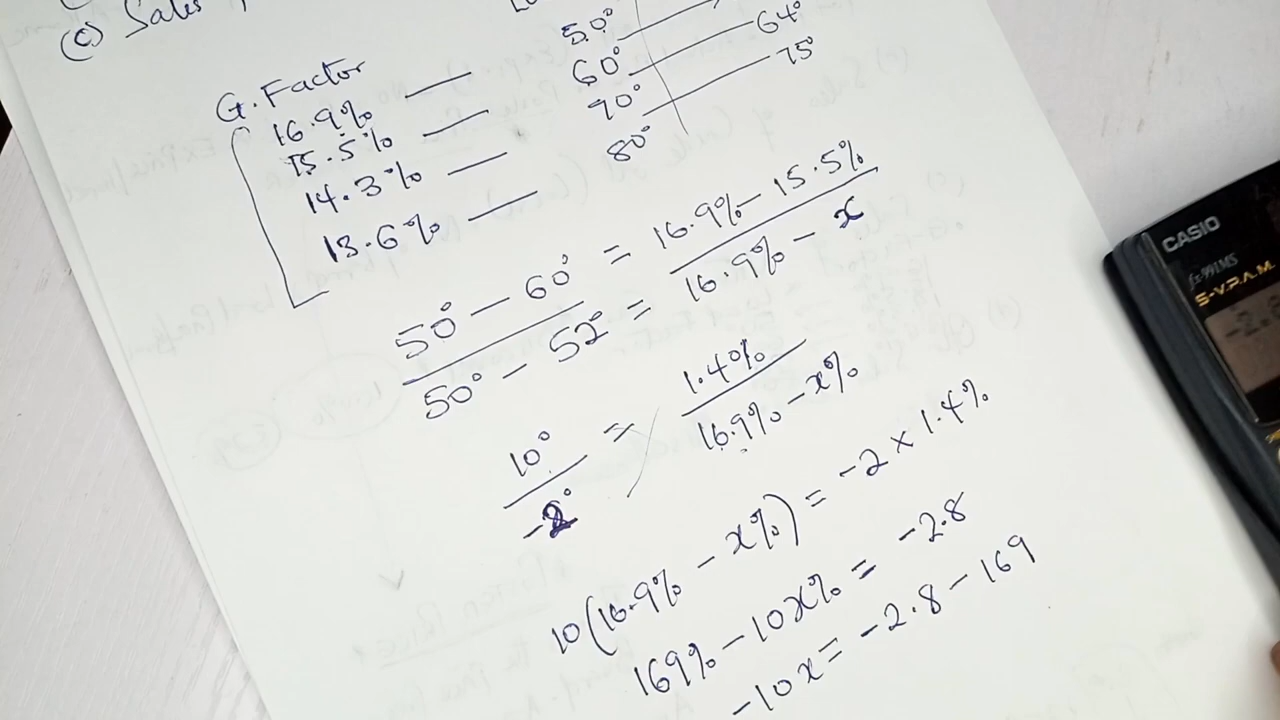 (c) Sales
G. Factor
16.9% —
15.5% —
14.3% —
13.6% —
50°
60° — 64°
70° — 75°
80°
50° – 60° = 16.9% – 15.5%
50° – 52° = 16.9% – x
10° = 1.4%
-2° 16.9% – x%
10(16.9% – x%) = -2 × 1.4%
169% – 10x% = -2.8
-10x = -2.8 – 169
CASIO
fx-991MS
S-V.P.A.M.